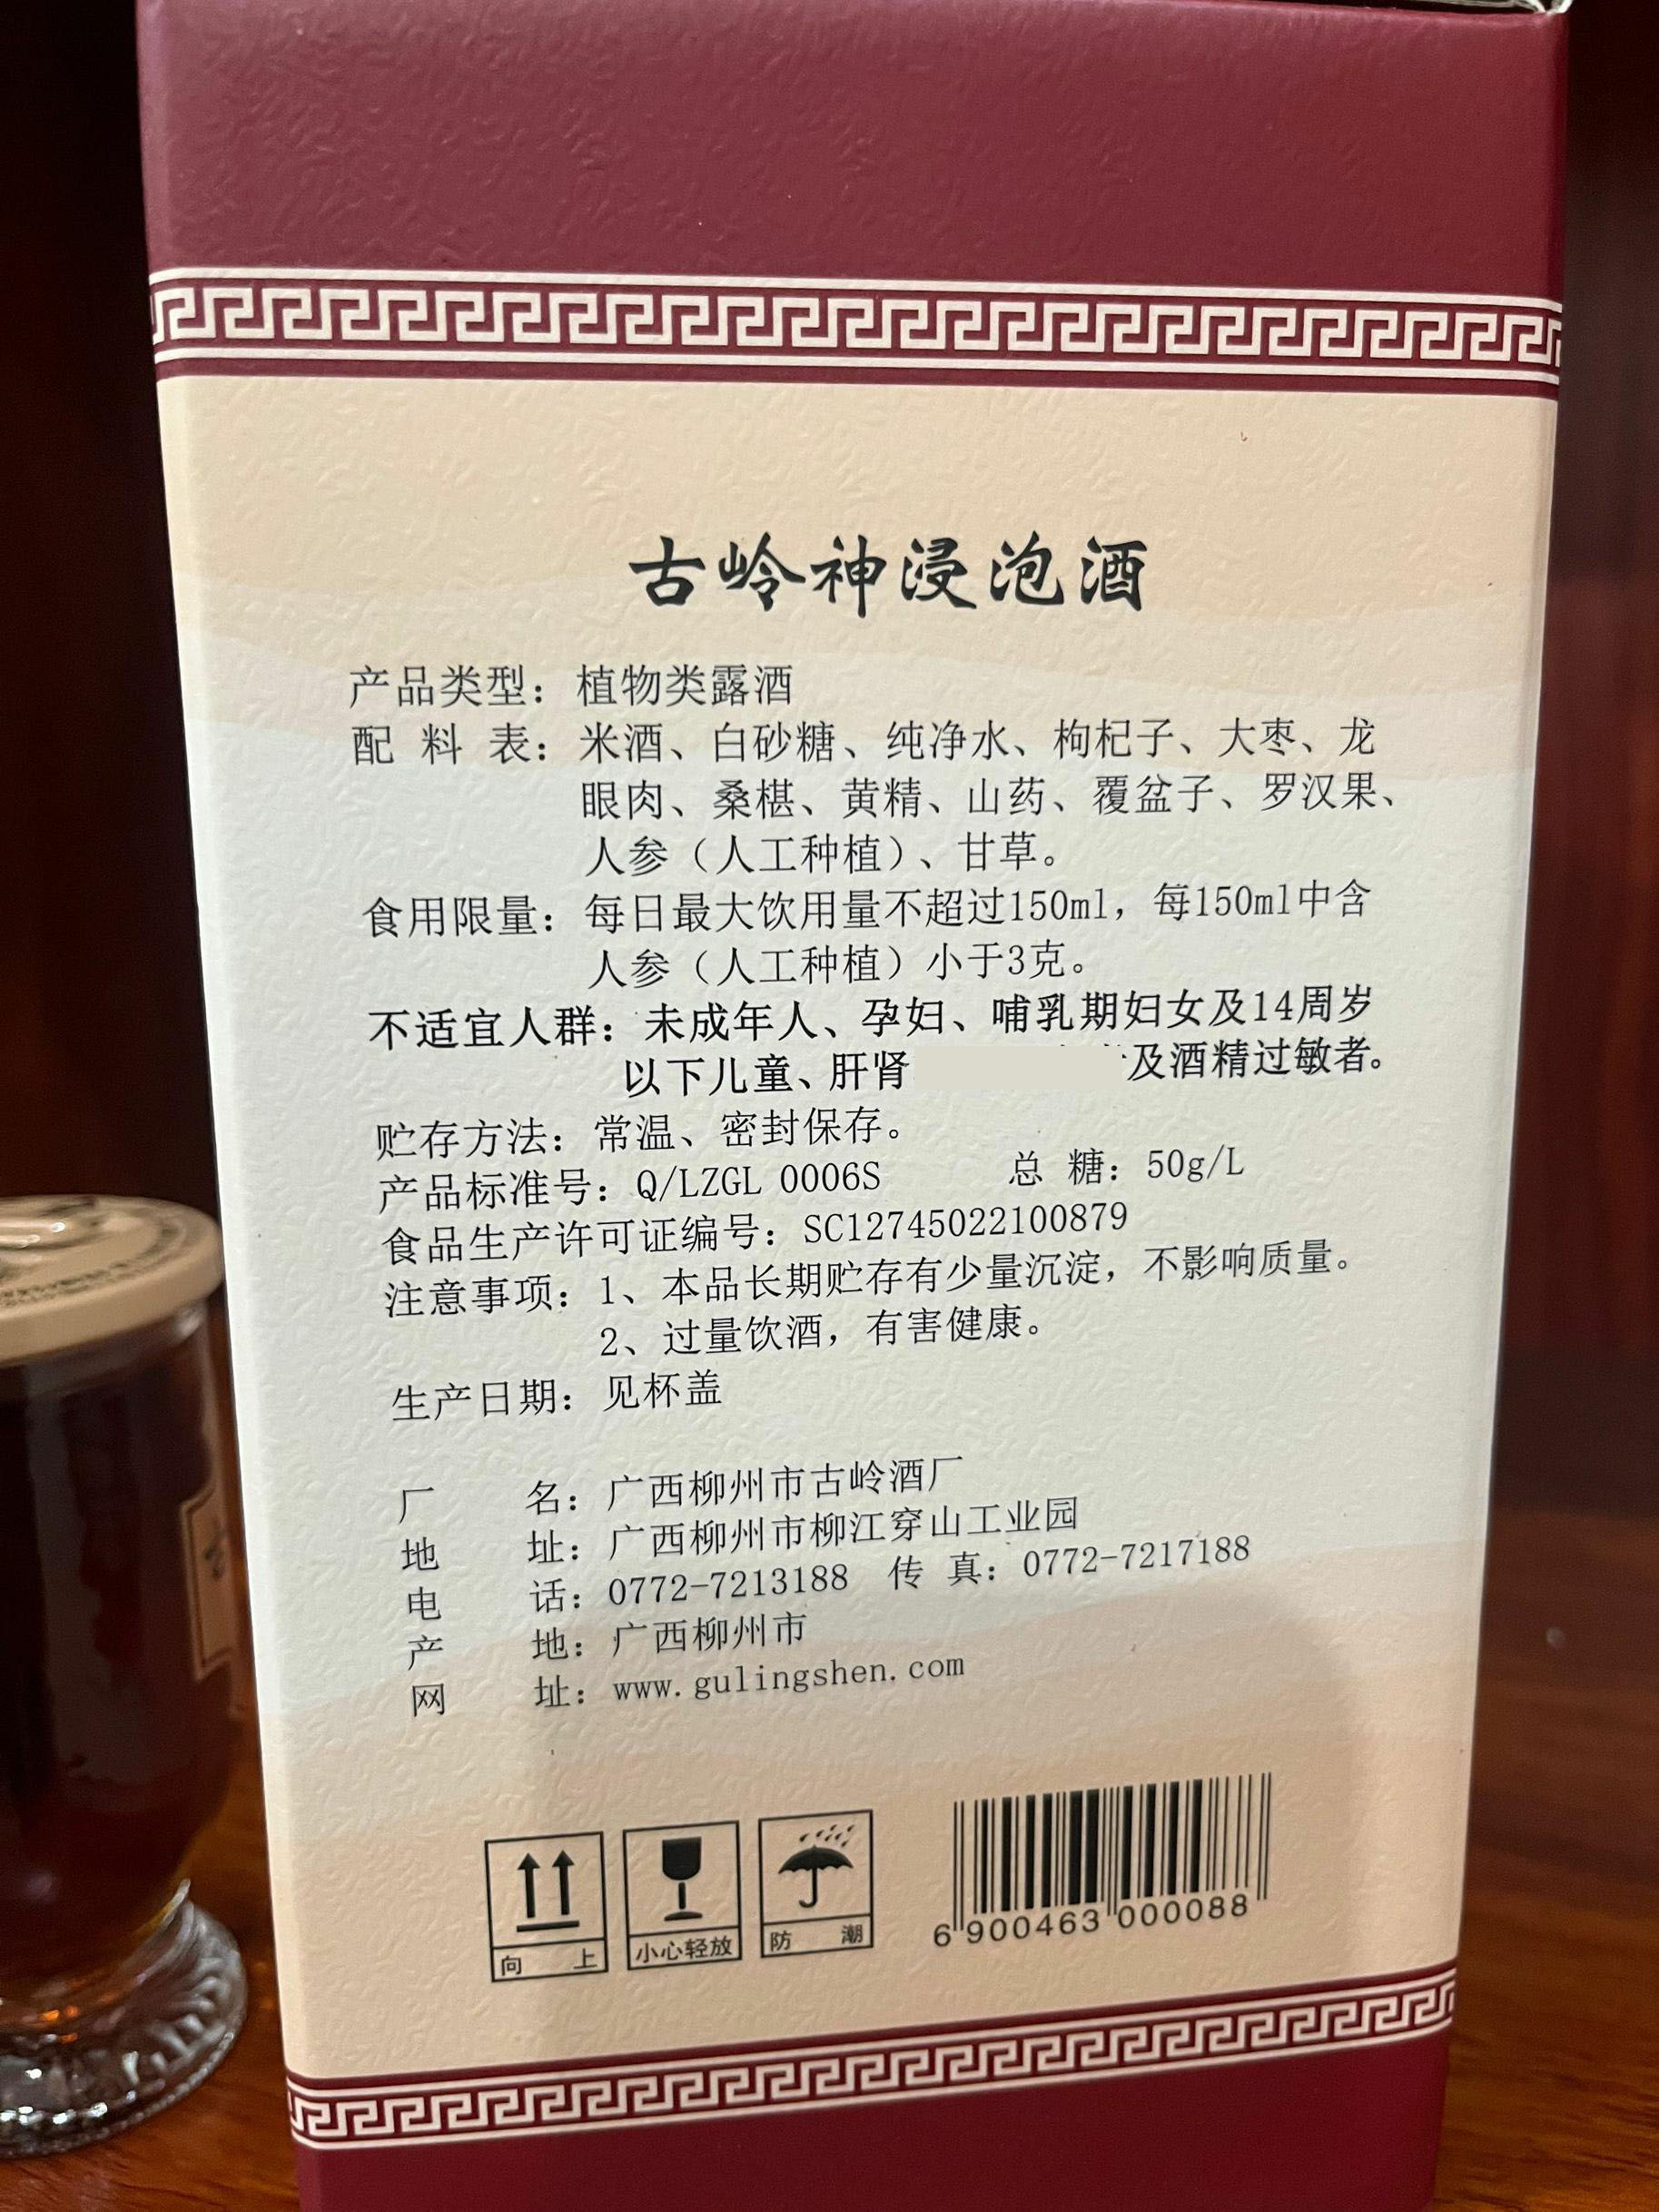 古岭神浸泡酒
产品类型：植物类露酒
配料表：米酒、白砂糖、纯净水、枸杞子、大枣、龙
眼肉、桑椹、黄精、山药、覆盆子、罗汉果、
人参（人工种植）、甘草。
食用限量：每日最大饮用量不超过150ml，每150ml中含
人参（人工种植）小于3克。
不适宜人群：未成年人、孕妇、哺乳期妇女及14周岁
以下儿童、肝肾 及酒精过敏者。
贮存方法：常温、密封保存。
产品标准号：Q/LZGL 0006S 总糖：50g/L
食品生产许可证编号：SC12745022100879
注意事项：1、本品长期贮存有少量沉淀，不影响质量。
2、过量饮酒，有害健康。
生产日期：见杯盖
厂名：广西柳州市古岭酒厂
地址：广西柳州市柳江穿山工业园
电话：0772-7213188 传真：0772-7217188
产地：广西柳州市
网址：www.gulingshen.com
向上 小心轻放 防潮
6 900463 000088